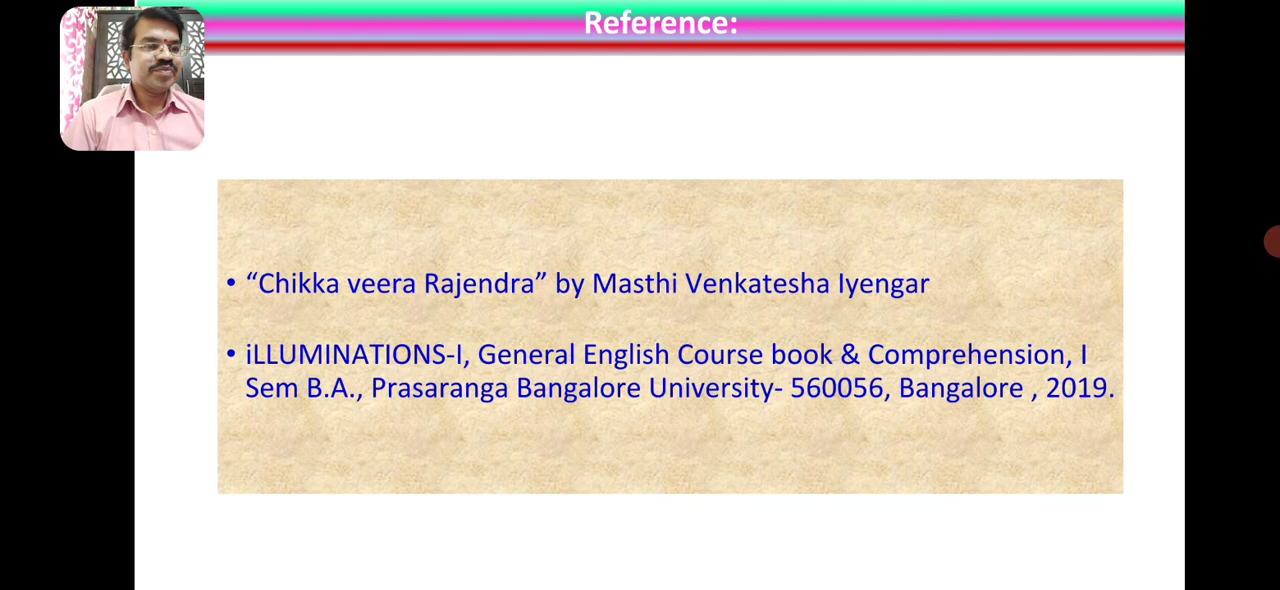 Reference:
• “Chikka veera Rajendra” by Masthi Venkatesha Iyengar
• iLLUMINATIONS-I, General English Course book & Comprehension, I
Sem B.A., Prasaranga Bangalore University- 560056, Bangalore , 2019.